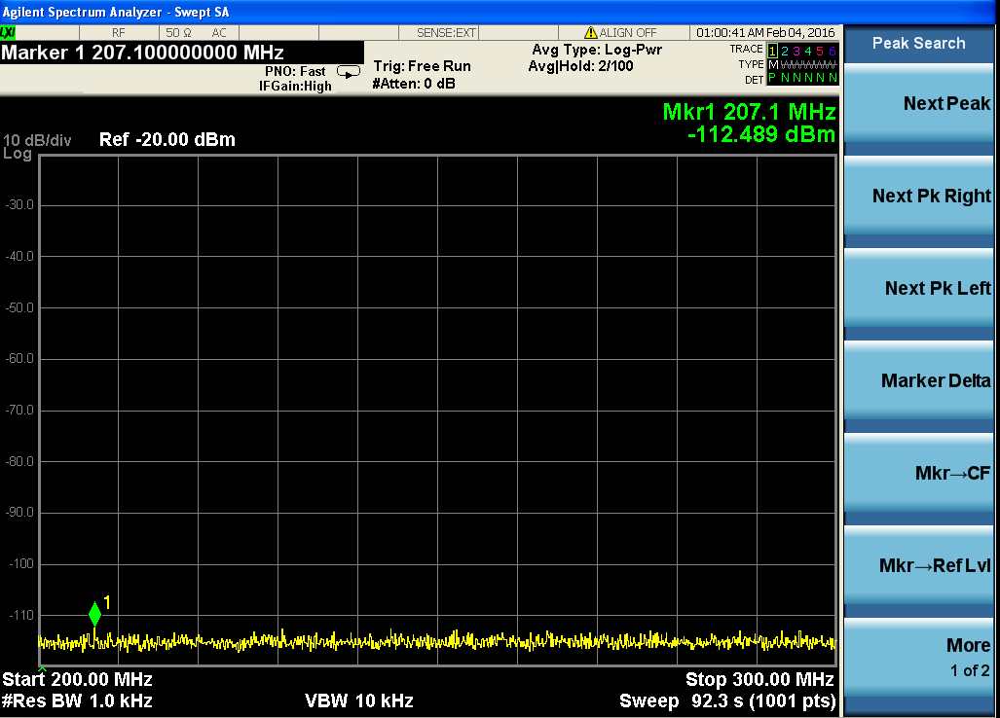 Agilent Spectrum Analyzer - Swept SA
LXI
RF
50 Ω
AC
SENSE:EXT
ALIGN OFF
01:00:41 AM Feb 04, 2016
Marker 1 207.100000000 MHz
PNO: Fast
IFGain:High
Trig: Free Run
#Atten: 0 dB
Avg Type: Log-Pwr
Avg|Hold: 2/100
TRACE 1 2 3 4 5 6
TYPE M
DET P N N N N N
Mkr1 207.1 MHz
-112.489 dBm
10 dB/div
Log
Ref -20.00 dBm
-30.0
-40.0
-50.0
-60.0
-70.0
-80.0
-90.0
-100
-110
1
Start 200.00 MHz
Stop 300.00 MHz
#Res BW 1.0 kHz
VBW 10 kHz
Sweep 92.3 s (1001 pts)
Peak Search
Next Peak
Next Pk Right
Next Pk Left
Marker Delta
Mkr→CF
Mkr→Ref Lvl
More
1 of 2